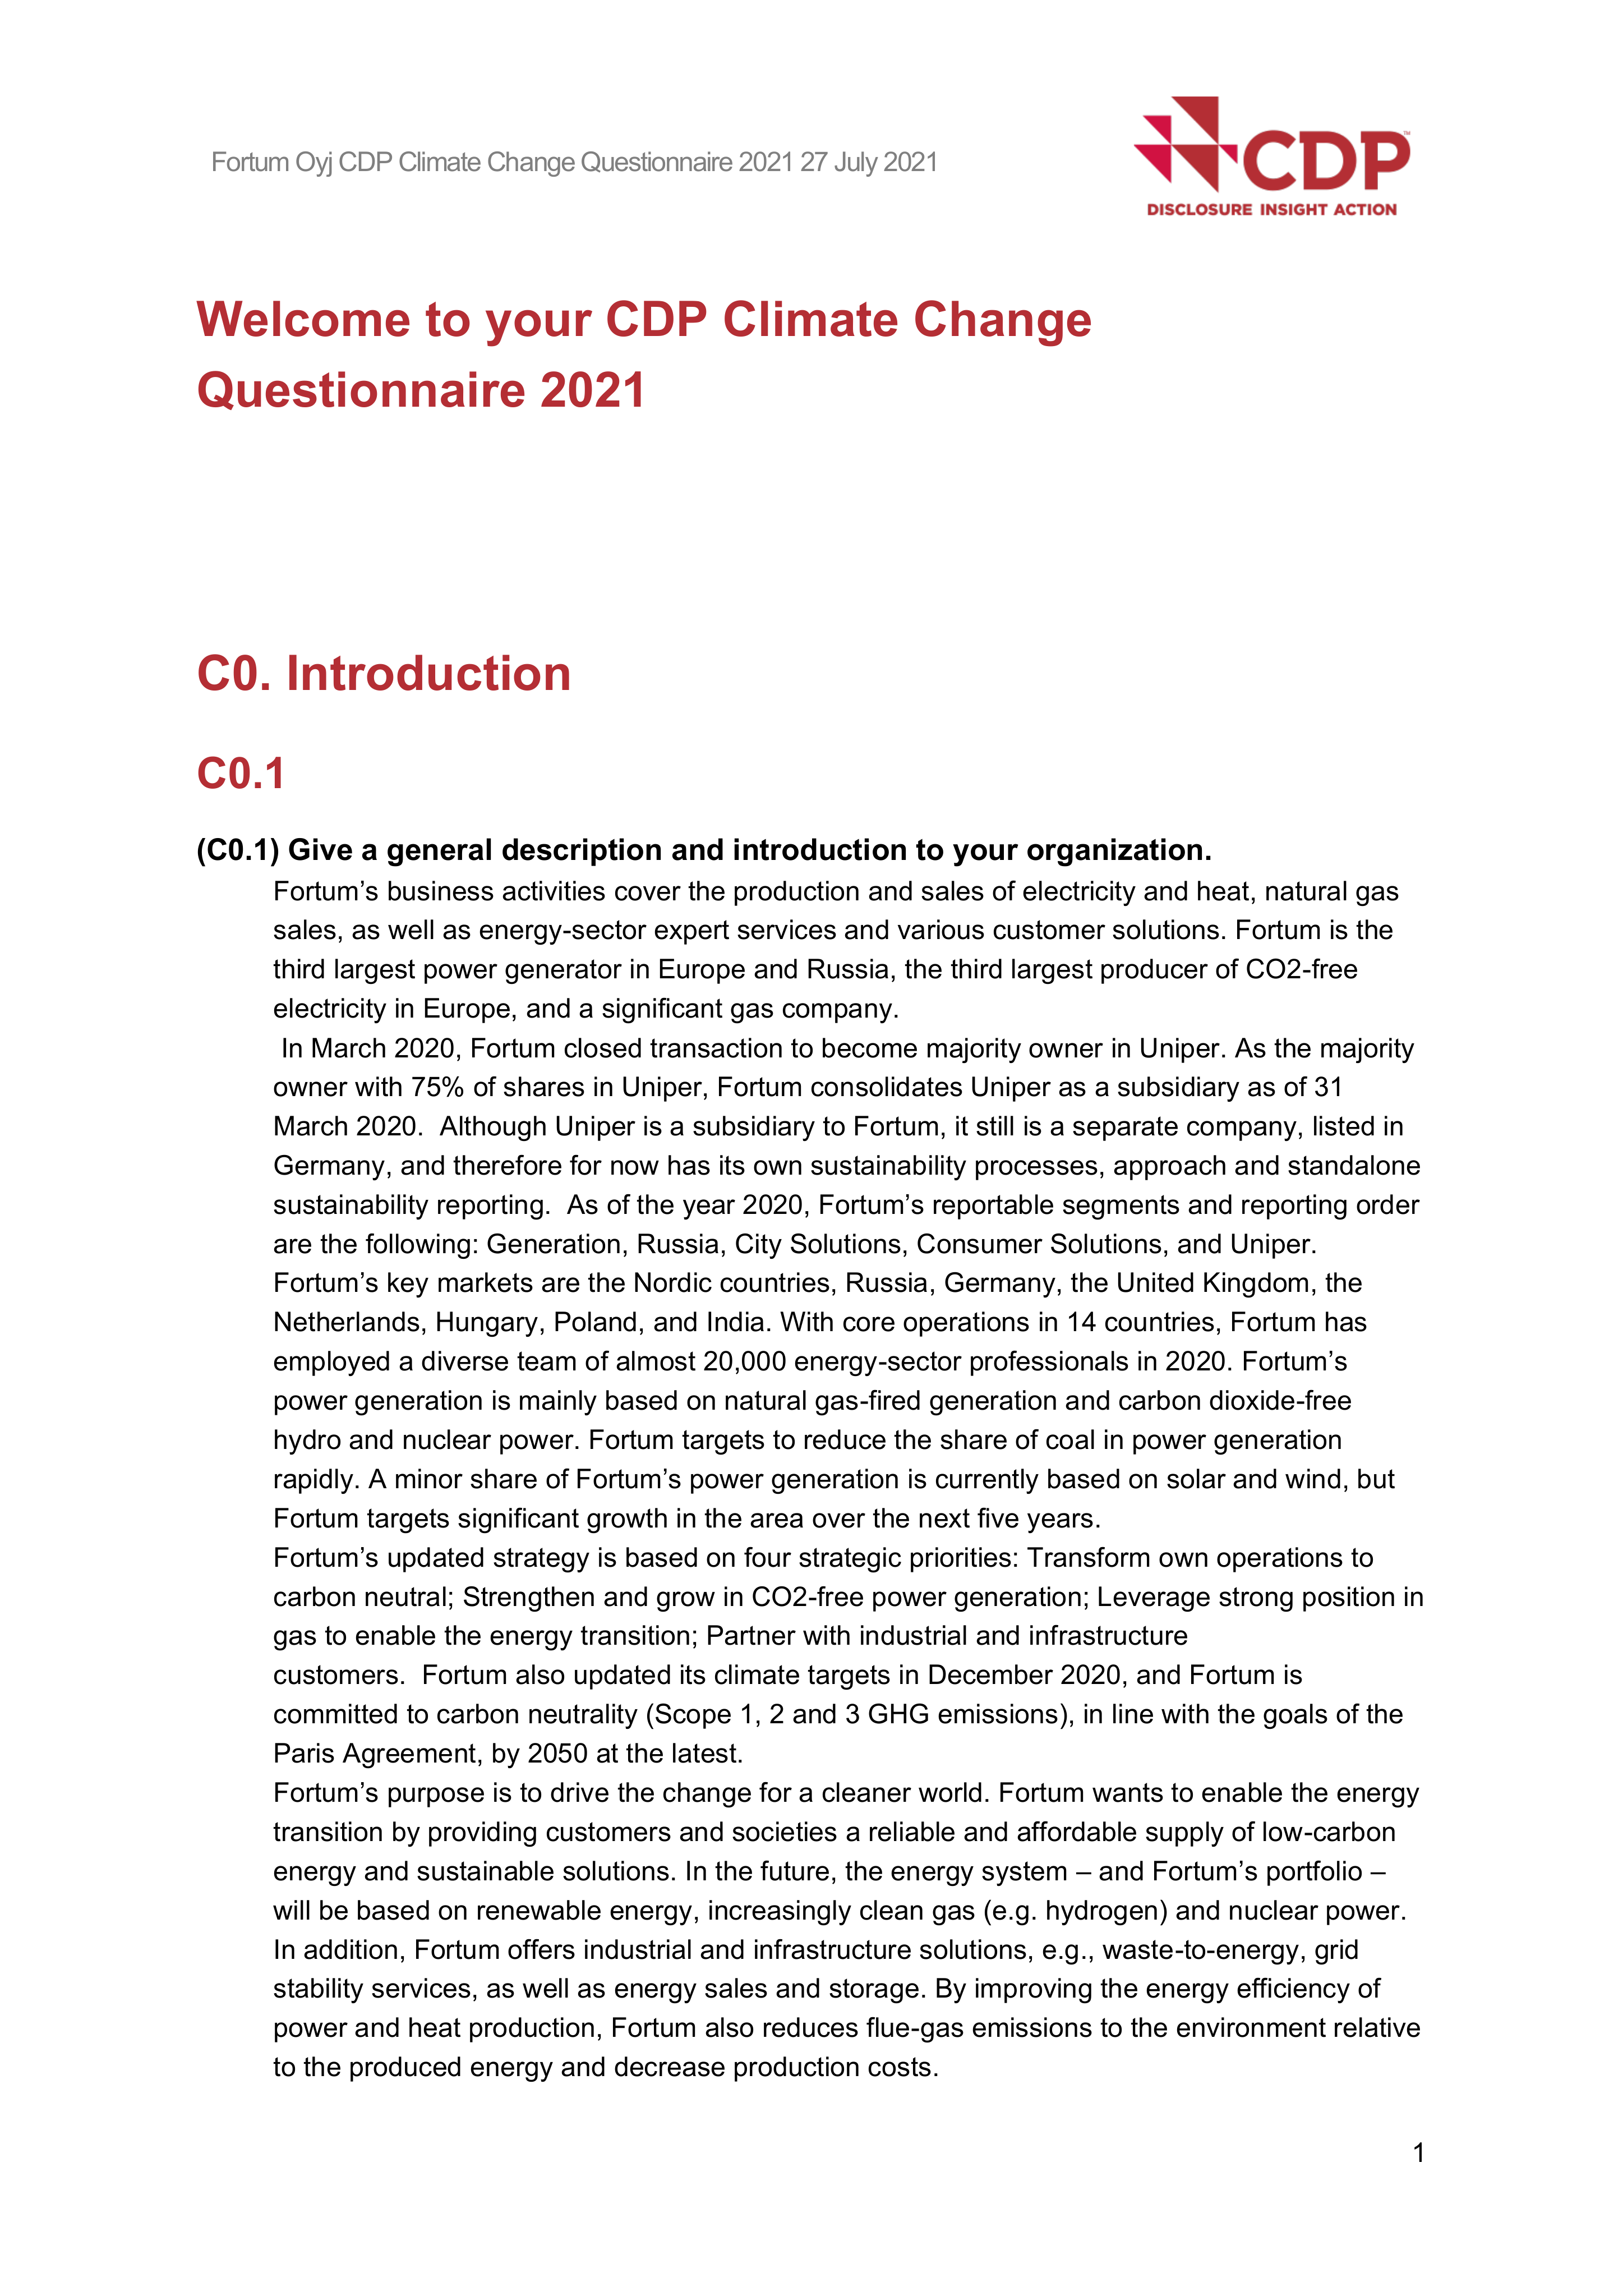 Fortum Oyj CDP Climate Change Questionnaire 2021 27 July 2021
CDP™
DISCLOSURE INSIGHT ACTION
Welcome to your CDP Climate Change
Questionnaire 2021
C0. Introduction
C0.1
(C0.1) Give a general description and introduction to your organization.
Fortum’s business activities cover the production and sales of electricity and heat, natural gas
sales, as well as energy-sector expert services and various customer solutions. Fortum is the
third largest power generator in Europe and Russia, the third largest producer of CO2-free
electricity in Europe, and a significant gas company.
In March 2020, Fortum closed transaction to become majority owner in Uniper. As the majority
owner with 75% of shares in Uniper, Fortum consolidates Uniper as a subsidiary as of 31
March 2020.  Although Uniper is a subsidiary to Fortum, it still is a separate company, listed in
Germany, and therefore for now has its own sustainability processes, approach and standalone
sustainability reporting.  As of the year 2020, Fortum’s reportable segments and reporting order
are the following: Generation, Russia, City Solutions, Consumer Solutions, and Uniper.
Fortum’s key markets are the Nordic countries, Russia, Germany, the United Kingdom, the
Netherlands, Hungary, Poland, and India. With core operations in 14 countries, Fortum has
employed a diverse team of almost 20,000 energy-sector professionals in 2020. Fortum’s
power generation is mainly based on natural gas-fired generation and carbon dioxide-free
hydro and nuclear power. Fortum targets to reduce the share of coal in power generation
rapidly. A minor share of Fortum’s power generation is currently based on solar and wind, but
Fortum targets significant growth in the area over the next five years.
Fortum’s updated strategy is based on four strategic priorities: Transform own operations to
carbon neutral; Strengthen and grow in CO2-free power generation; Leverage strong position in
gas to enable the energy transition; Partner with industrial and infrastructure
customers.  Fortum also updated its climate targets in December 2020, and Fortum is
committed to carbon neutrality (Scope 1, 2 and 3 GHG emissions), in line with the goals of the
Paris Agreement, by 2050 at the latest.
Fortum’s purpose is to drive the change for a cleaner world. Fortum wants to enable the energy
transition by providing customers and societies a reliable and affordable supply of low-carbon
energy and sustainable solutions. In the future, the energy system – and Fortum’s portfolio –
will be based on renewable energy, increasingly clean gas (e.g. hydrogen) and nuclear power.
In addition, Fortum offers industrial and infrastructure solutions, e.g., waste-to-energy, grid
stability services, as well as energy sales and storage. By improving the energy efficiency of
power and heat production, Fortum also reduces flue-gas emissions to the environment relative
to the produced energy and decrease production costs.
1